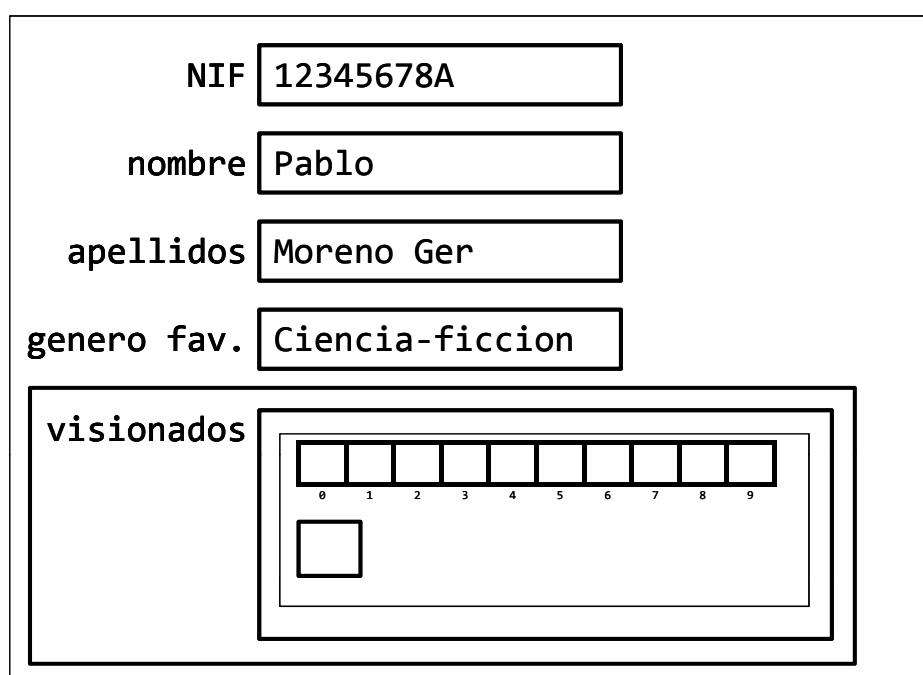 NIF 12345678A
nombre Pablo
apellidos Moreno Ger
genero fav. Ciencia-ficcion
visionados
0 1 2 3 4 5 6 7 8 9